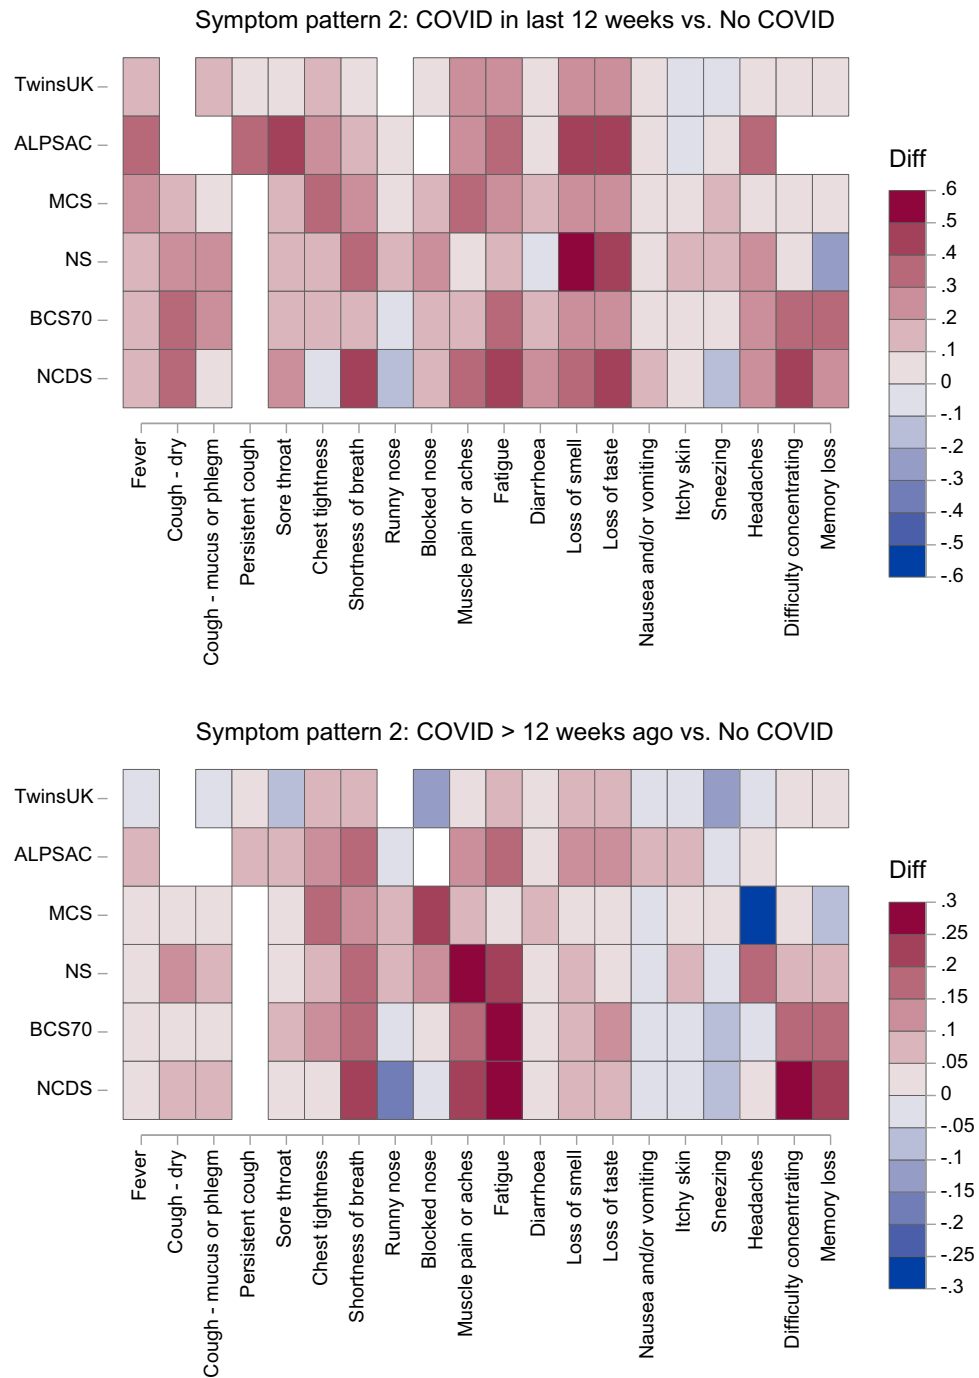 Symptom pattern 2: COVID in last 12 weeks vs. No COVID
TwinsUK
ALPSAC
MCS
NS
BCS70
NCDS
Fever
Cough - dry
Cough - mucus or phlegm
Persistent cough
Sore throat
Chest tightness
Shortness of breath
Runny nose
Blocked nose
Muscle pain or aches
Fatigue
Diarrhoea
Loss of smell
Loss of taste
Nausea and/or vomiting
Itchy skin
Sneezing
Headaches
Difficulty concentrating
Memory loss
Diff
.6
.5
.4
.3
.2
.1
0
-.1
-.2
-.3
-.4
-.5
-.6
Symptom pattern 2: COVID > 12 weeks ago vs. No COVID
TwinsUK
ALPSAC
MCS
NS
BCS70
NCDS
Fever
Cough - dry
Cough - mucus or phlegm
Persistent cough
Sore throat
Chest tightness
Shortness of breath
Runny nose
Blocked nose
Muscle pain or aches
Fatigue
Diarrhoea
Loss of smell
Loss of taste
Nausea and/or vomiting
Itchy skin
Sneezing
Headaches
Difficulty concentrating
Memory loss
Diff
.3
.25
.2
.15
.1
.05
0
-.05
-.1
-.15
-.2
-.25
-.3